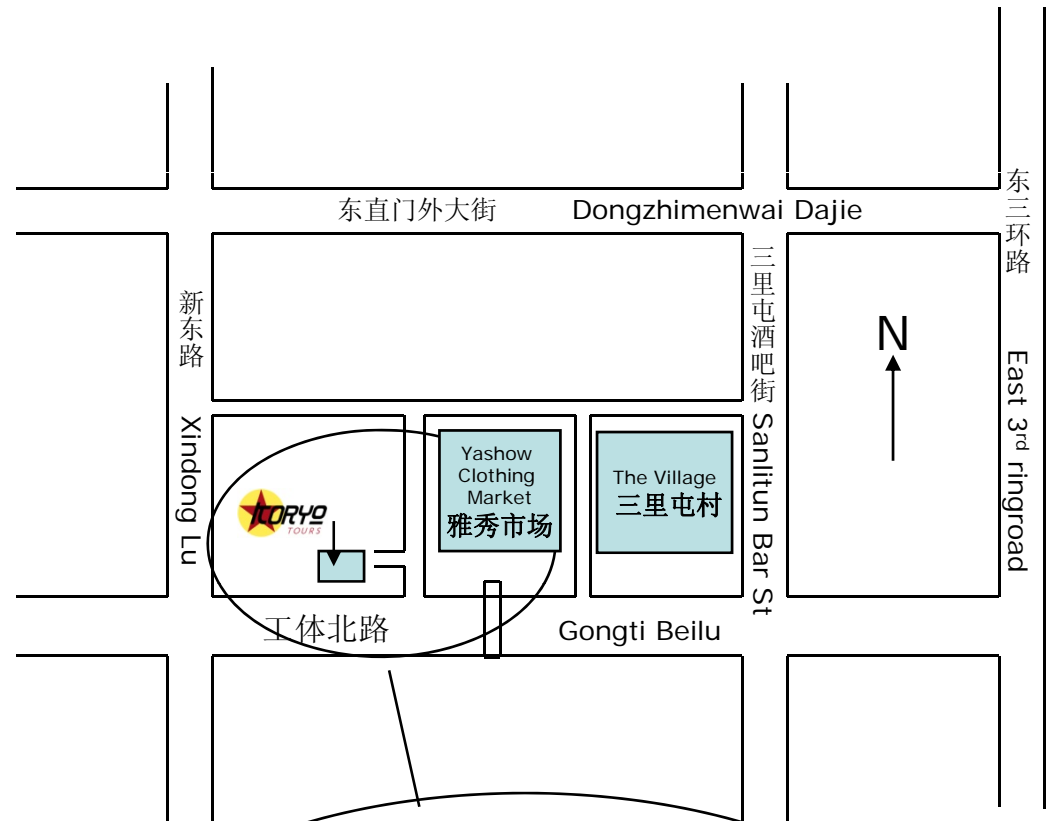 东直门外大街 Dongzhimenwai Dajie
东三环路
三里屯酒吧街
新东路
N
East 3rd ringroad
Xindong Lu
Sanlitun Bar St
Yashow
Clothing
Market
雅秀市场
The Village
三里屯村
KORYO
TOURS
工体北路
Gongti Beilu